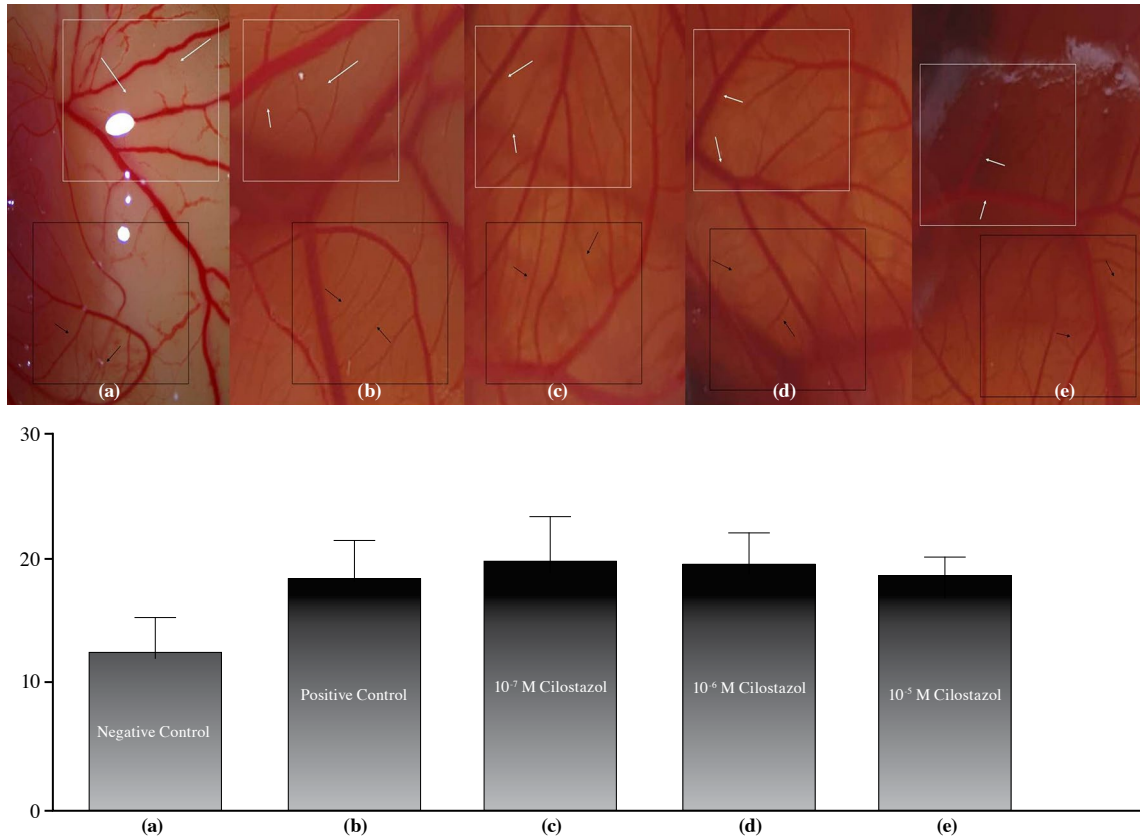 (a) (b) (c) (d) (e)
30
20
10
0
Negative Control
Positive Control
10⁻⁷ M Cilostazol
10⁻⁶ M Cilostazol
10⁻⁵ M Cilostazol
(a) (b) (c) (d) (e)